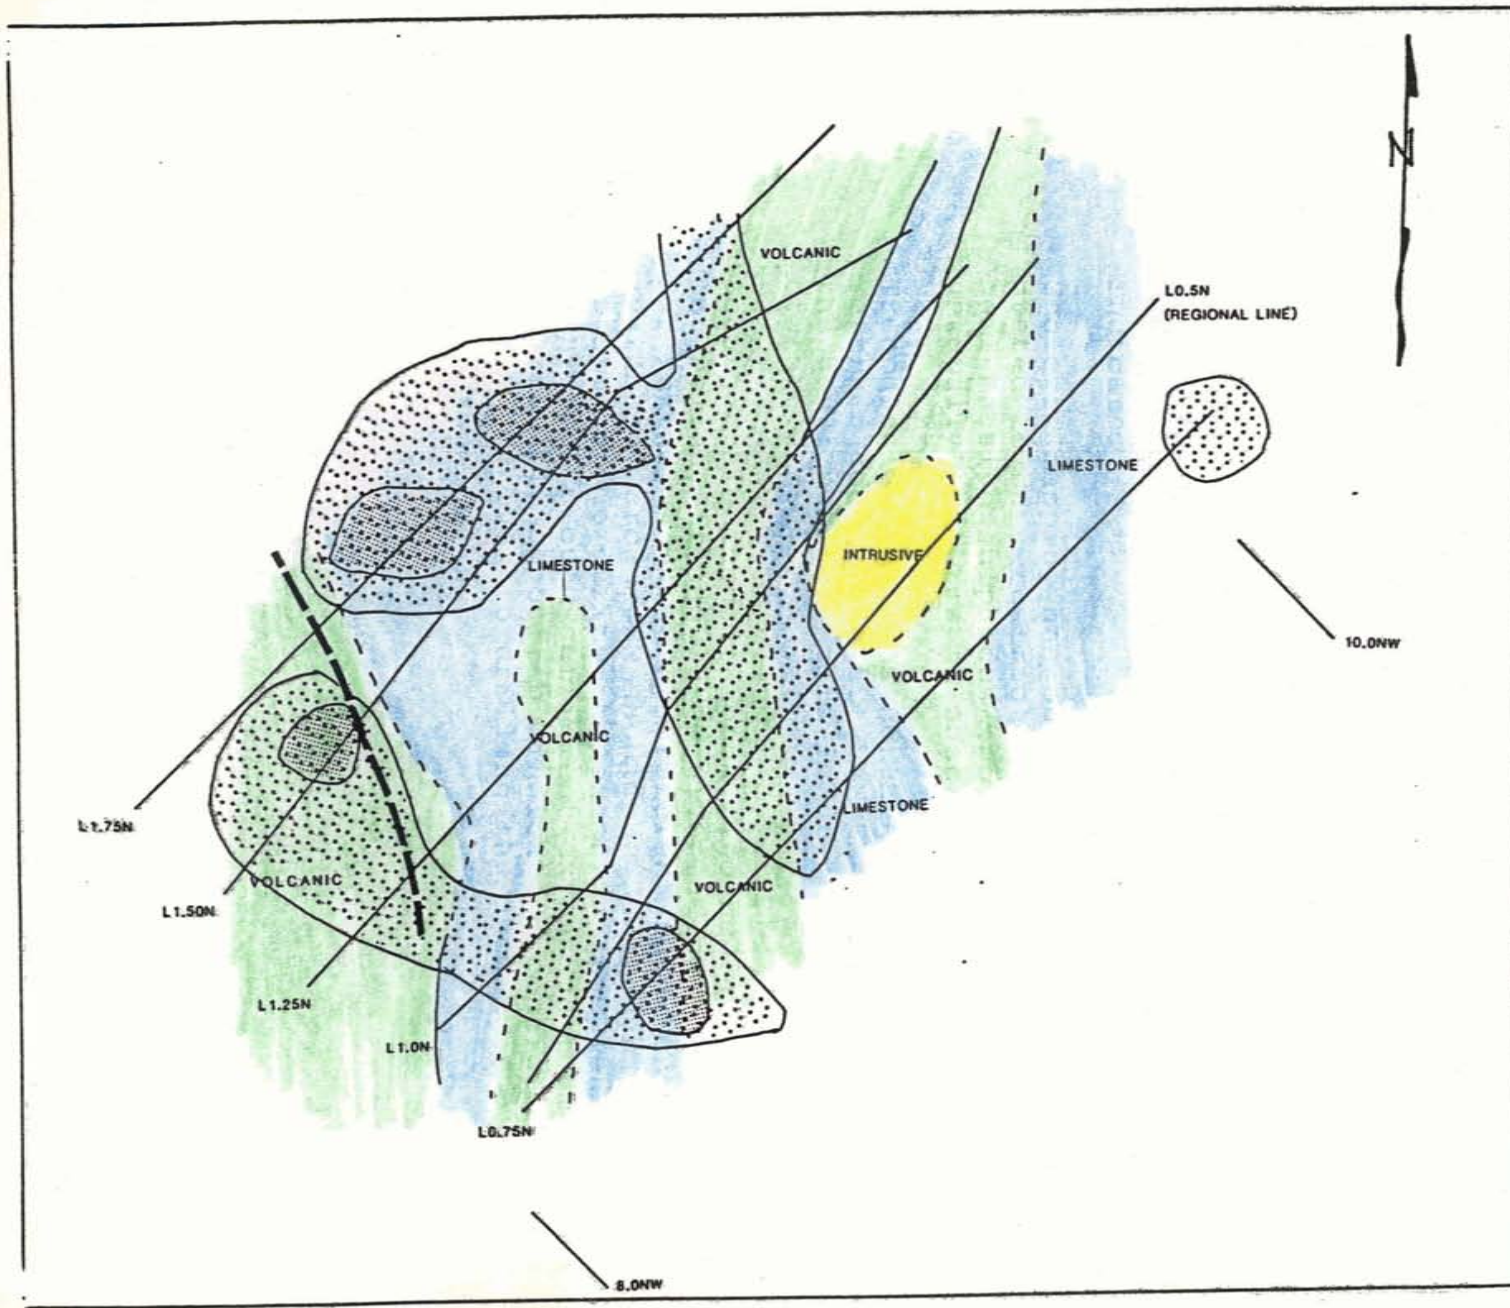 N
VOLCANIC
L0.5N
(REGIONAL LINE)
LIMESTONE
INTRUSIVE
LIMESTONE
10.0NW
VOLCANIC
VOLCANIC
LIMESTONE
L1.75N
VOLCANIC
VOLCANIC
L1.50N
L1.25N
L1.0N
L0.75N
8.0NW